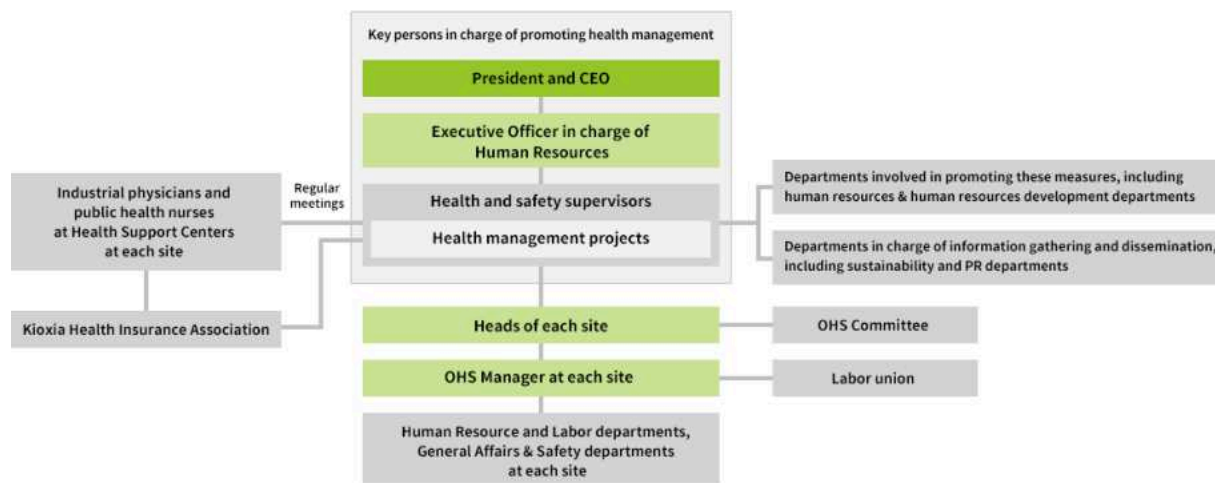 Key persons in charge of promoting health management
President and CEO
Executive Officer in charge of
Human Resources
Health and safety supervisors
Health management projects
Industrial physicians and
public health nurses
at Health Support Centers
at each site
Regular
meetings
Kioxia Health Insurance Association
Departments involved in promoting these measures, including
human resources & human resources development departments
Departments in charge of information gathering and dissemination,
including sustainability and PR departments
Heads of each site
OHS Committee
OHS Manager at each site
Labor union
Human Resource and Labor departments,
General Affairs & Safety departments
at each site